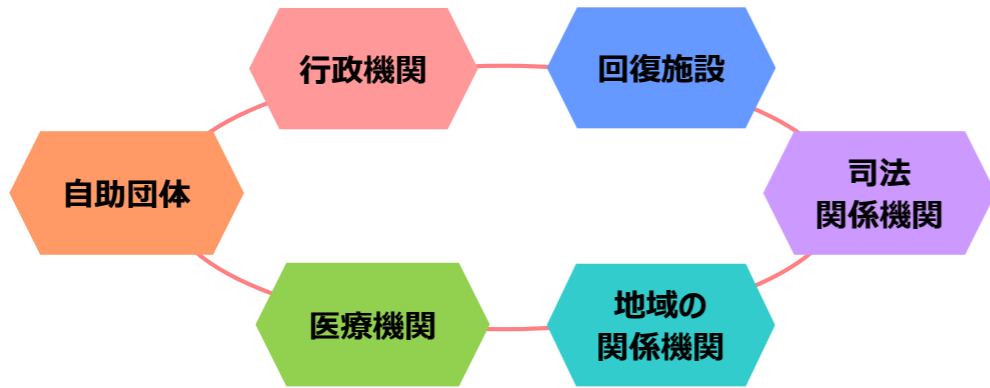 行政機関
回復施設
自助団体
司法
関係機関
医療機関
地域の
関係機関